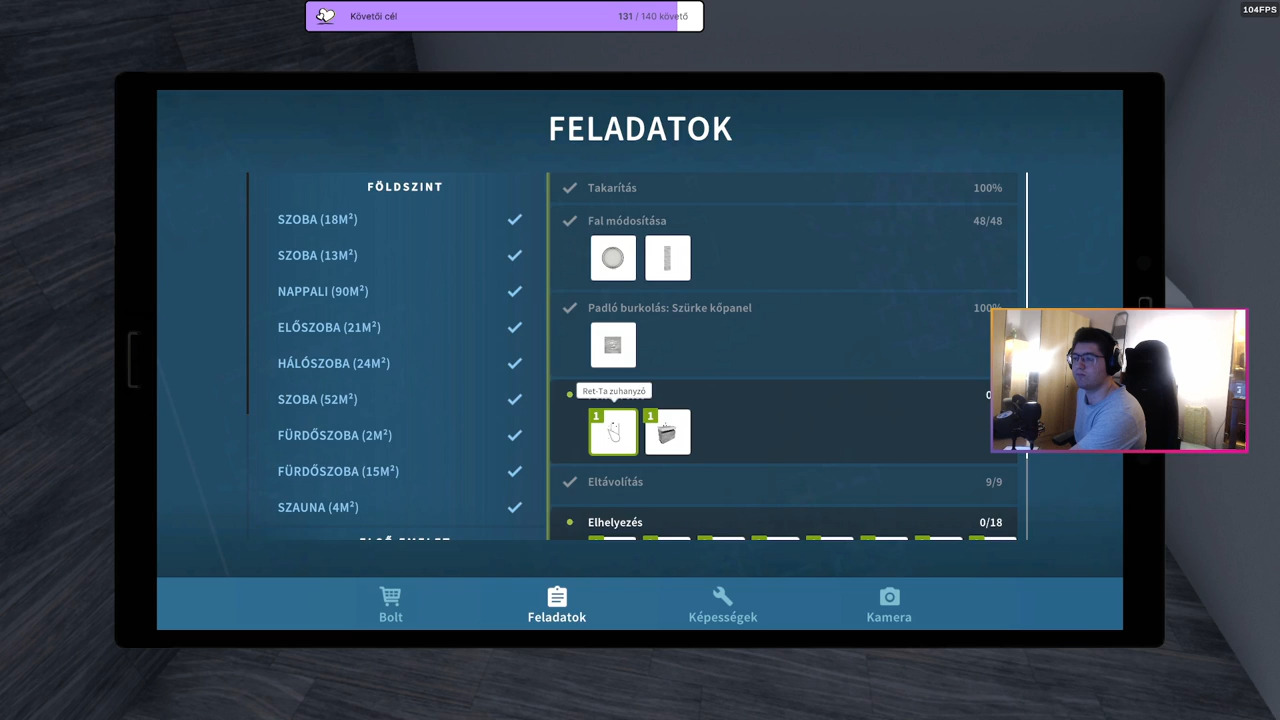 Követői cél
131 / 140 követő
104FPS
FELADATOK
FÖLDSZINT
SZOBA (18M²)
SZOBA (13M²)
NAPPALI (90M²)
ELŐSZOBA (21M²)
HÁLÓSZOBA (24M²)
SZOBA (52M²)
FÜRDŐSZOBA (2M²)
FÜRDŐSZOBA (15M²)
SZAUNA (4M²)
Takarítás 100%
Fal módosítása 48/48
Padló burkolás: Szürke kőpanel 100%
Ret-Ta zuhanyzó
1 1
Eltávolítás 9/9
Elhelyezés 0/18
Bolt
Feladatok
Képességek
Kamera